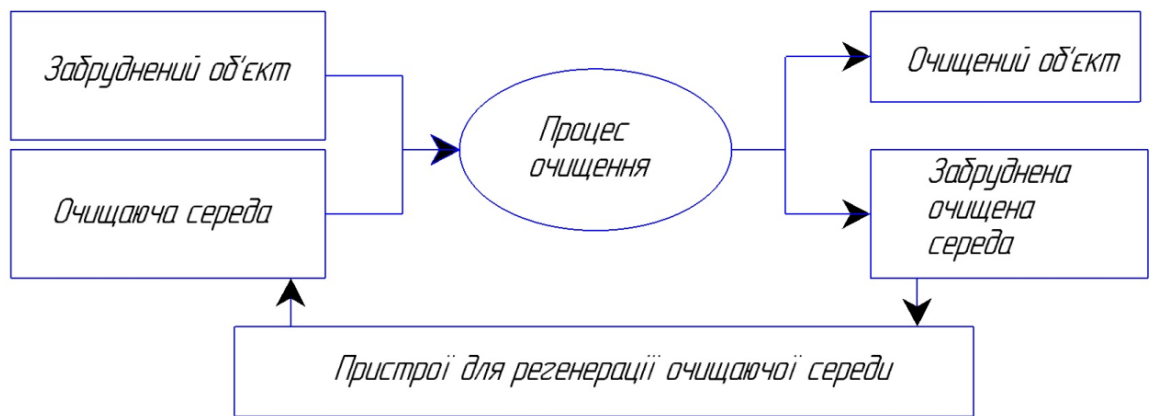 Забруднений об'єкт
Очищений об'єкт
Процес
очищення
Очищаюча середа
Забруднена
очищена
середа
Пристрої для регенерації очищаючої середи